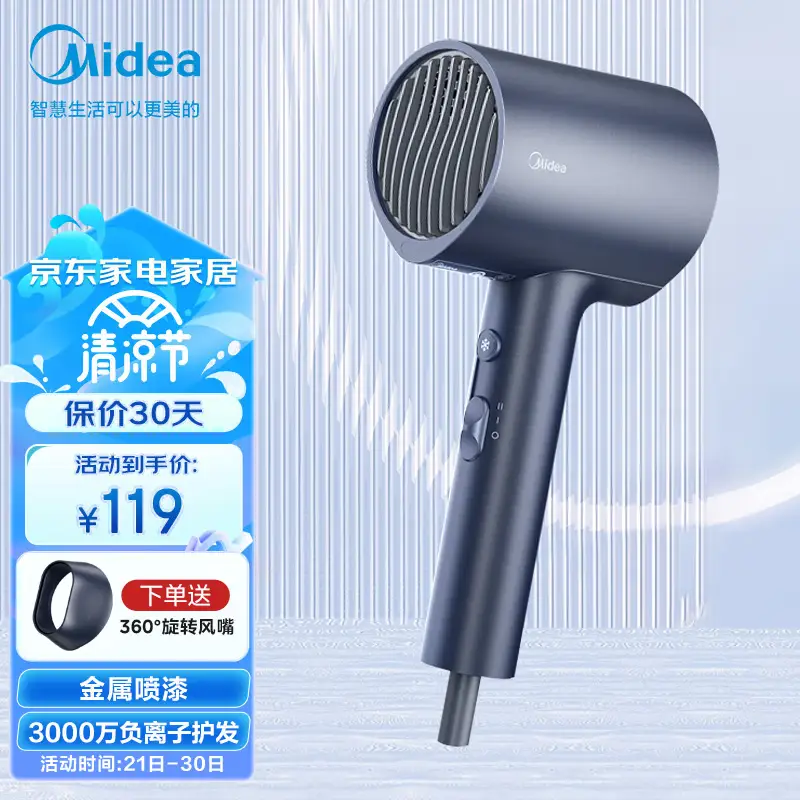 Midea
智慧生活可以更美的
Midea
京东家电家居
清凉节
保价30天
活动到手价:
¥119
下单送
360°旋转风嘴
金属喷漆
3000万负离子护发
活动时间:21日-30日